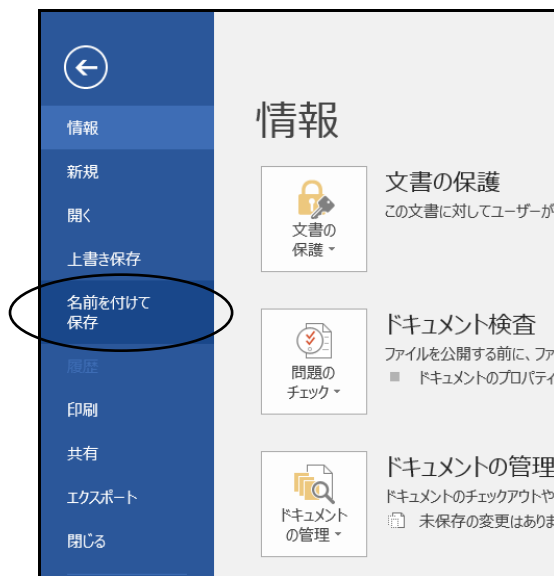 情報
新規
開く
上書き保存
名前を付けて
保存
履歴
印刷
共有
エクスポート
閉じる
情報
文書の
保護
文書の保護
この文書に対してユーザーが
問題の
チェック
ドキュメント検査
ファイルを公開する前に、ファ
ドキュメントのプロパティ
ドキュメント
の管理
ドキュメントの管理
ドキュメントのチェックアウトや
未保存の変更はありま